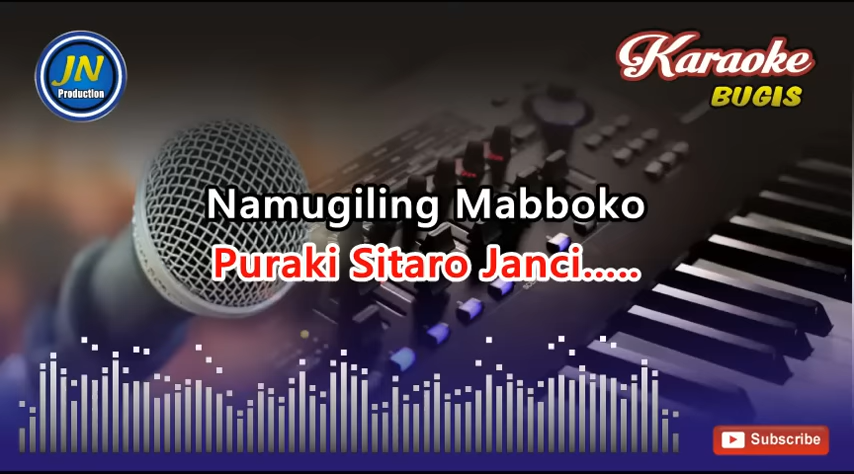 JN
Production
Karaoke
BUGIS
Namugiling Mabboko
Puraki Sitaro Janci.....
Subscribe